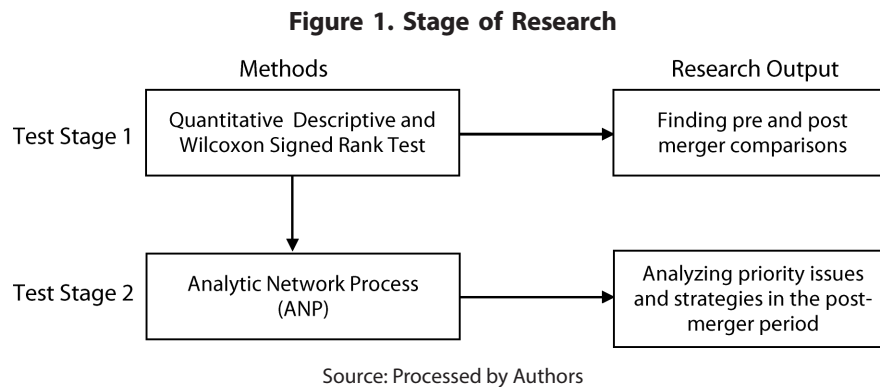 Figure 1. Stage of Research
Methods
Research Output
Test Stage 1
Quantitative Descriptive and
Wilcoxon Signed Rank Test
Finding pre and post
merger comparisons
Test Stage 2
Analytic Network Process
(ANP)
Analyzing priority issues
and strategies in the post-
merger period
Source: Processed by Authors